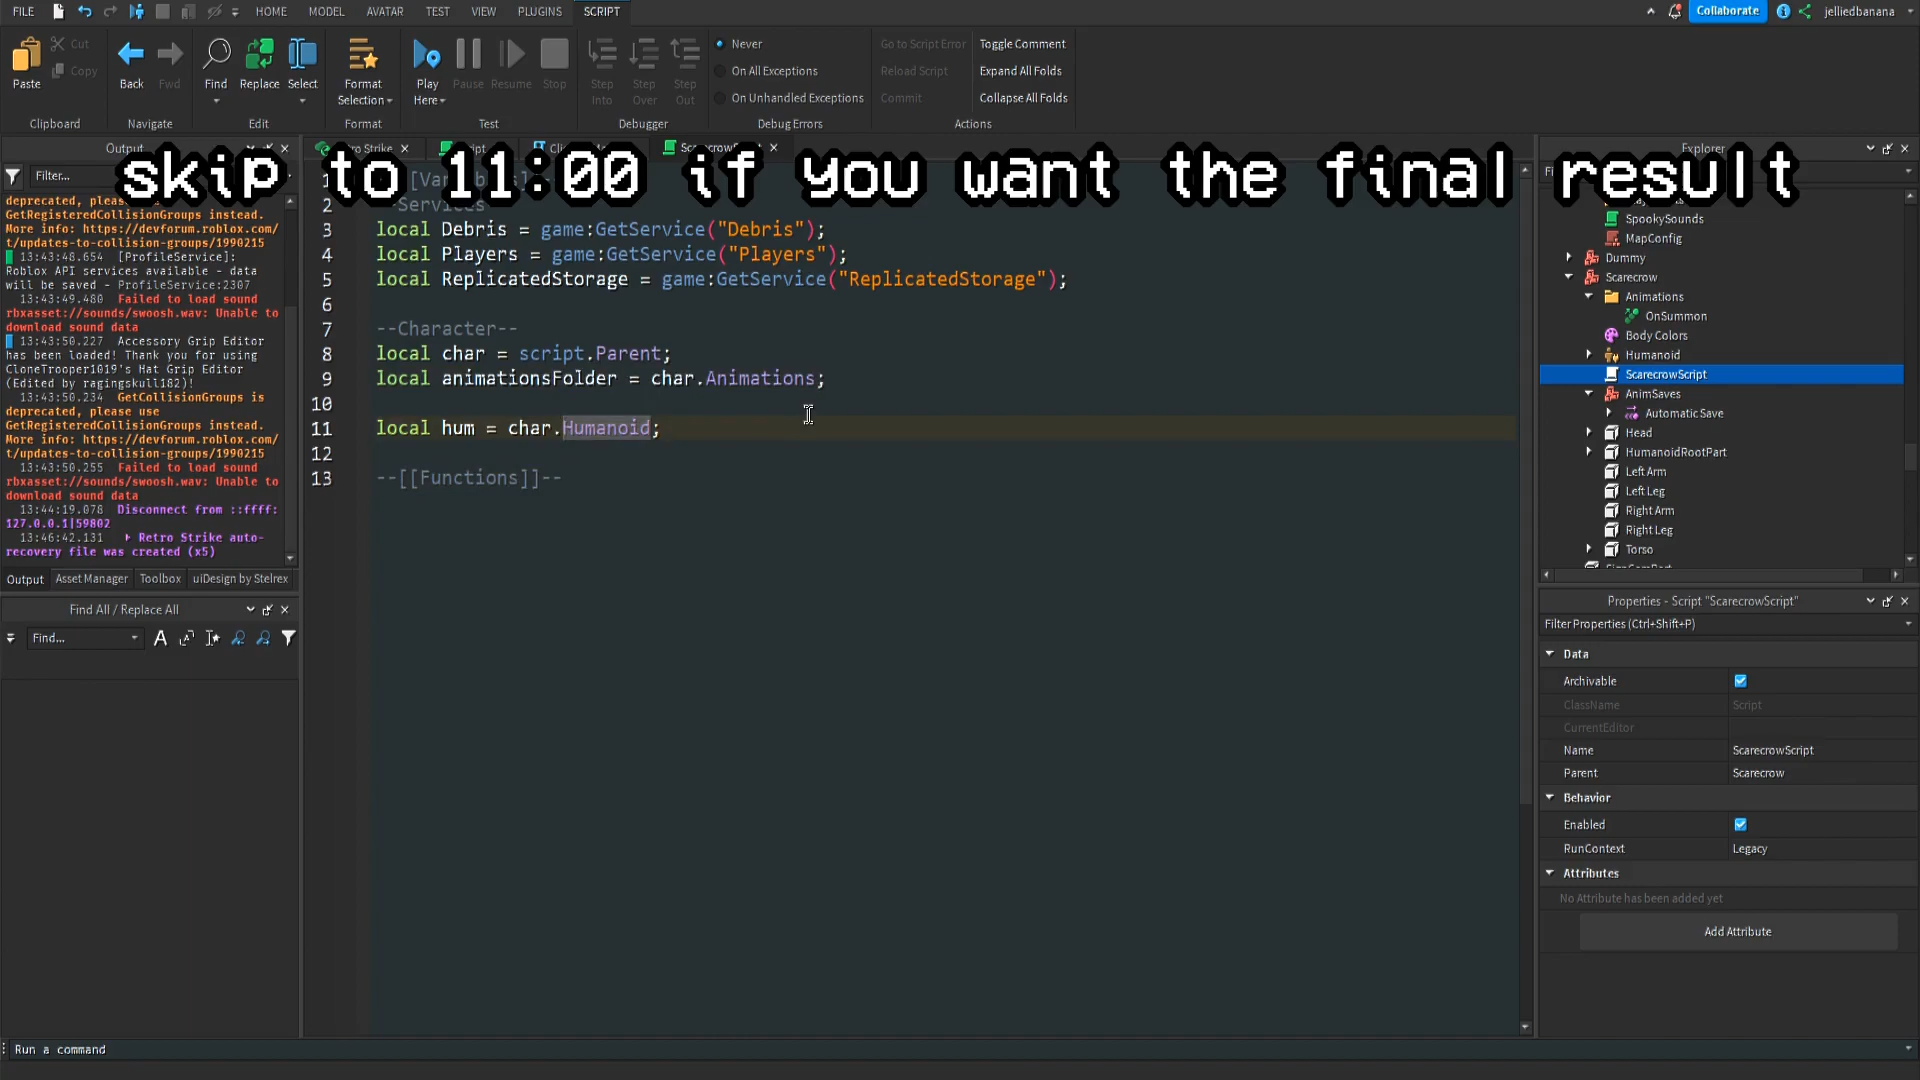 FILE
HOME
MODEL
AVATAR
TEST
VIEW
PLUGINS
SCRIPT
Collaborate
jelliedbanana
Paste
Cut
Copy
Clipboard
Back
Fwd
Navigate
Find
Replace
Select
Edit
Format
Selection
Format
Play
Here
Pause
Resume
Stop
Test
Step
Into
Step
Over
Step
Out
Debugger
Never
On All Exceptions
On Unhandled Exceptions
Debug Errors
Go to Script Error
Reload Script
Commit
Toggle Comment
Expand All Folds
Collapse All Folds
Actions
skip to 11:00 if you want the final result
Output
Filter...
deprecated, please use
GetRegisteredCollisionGroups instead.
More info: https://devforum.roblox.com/
t/updates-to-collision-groups/1990215
13:43:48.654 [ProfileService]:
Roblox API services available - data
will be saved - ProfileService:2307
13:43:49.480 Failed to load sound
rbxasset://sounds/swoosh.wav: Unable to
download sound data
13:43:50.227 Accessory Grip Editor
has been loaded! Thank you for using
CloneTrooper1019's Hat Grip Editor
(Edited by ragingskull182)!
13:43:50.234 GetCollisionGroups is
deprecated, please use
GetRegisteredCollisionGroups instead.
More info: https://devforum.roblox.com/
t/updates-to-collision-groups/1990215
13:43:50.255 Failed to load sound
rbxasset://sounds/swoosh.wav: Unable to
download sound data
13:44:19.078 Disconnect from ::ffff:
127.0.0.1|59802
13:46:42.131 Retro Strike auto-
recovery file was created (x5)
Output
Asset Manager
Toolbox
uiDesign by Stelrex
Find All / Replace All
Find...
2 --Services
3 local Debris = game:GetService("Debris");
4 local Players = game:GetService("Players");
5 local ReplicatedStorage = game:GetService("ReplicatedStorage");
6
7 --Character--
8 local char = script.Parent;
9 local animationsFolder = char.Animations;
10
11 local hum = char.Humanoid;
12
13 --[[Functions]]--
Explorer
SpookySounds
MapConfig
Dummy
Scarecrow
Animations
OnSummon
Body Colors
Humanoid
ScarecrowScript
AnimSaves
Automatic Save
Head
HumanoidRootPart
Left Arm
Left Leg
Right Arm
Right Leg
Torso
Properties - Script "ScarecrowScript"
Filter Properties (Ctrl+Shift+P)
Data
Archivable
ClassName Script
CurrentEditor
Name ScarecrowScript
Parent Scarecrow
Behavior
Enabled
RunContext Legacy
Attributes
No Attribute has been added yet
Add Attribute
Run a command